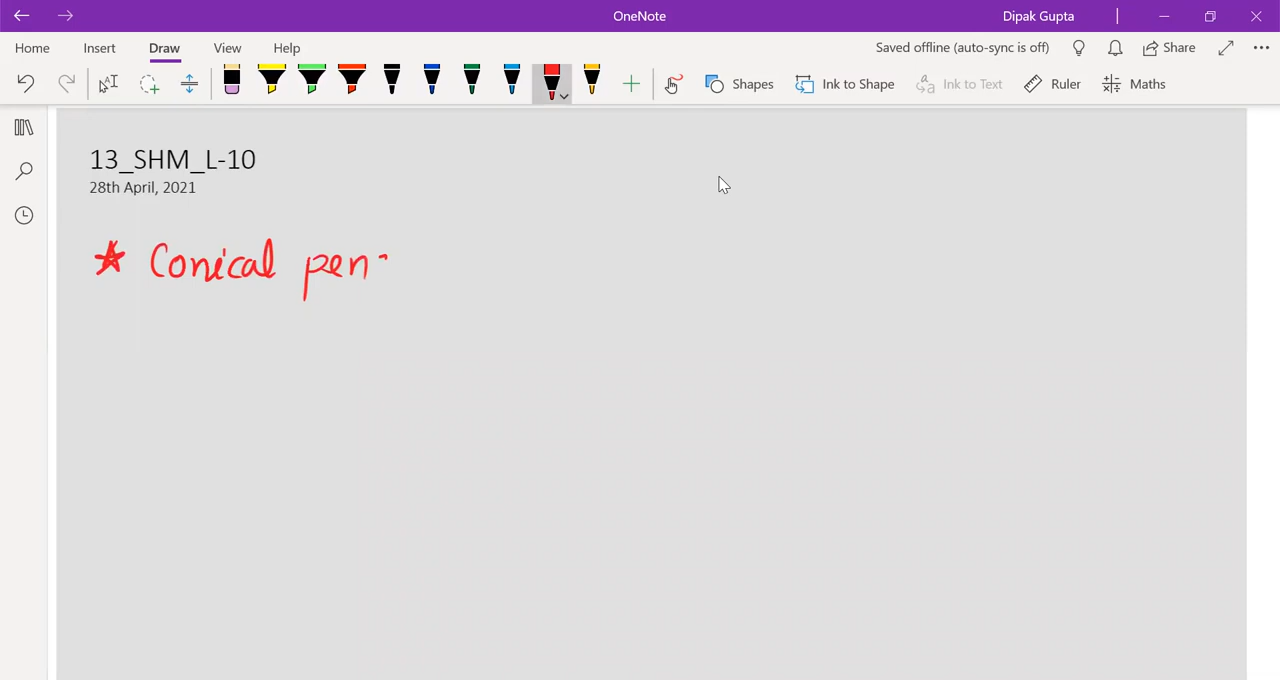 OneNote
Dipak Gupta
Home Insert Draw View Help
Saved offline (auto-sync is off) Share
Shapes Ink to Shape Ink to Text Ruler Maths
13_SHM_L-10
28th April, 2021
* Conical pen-